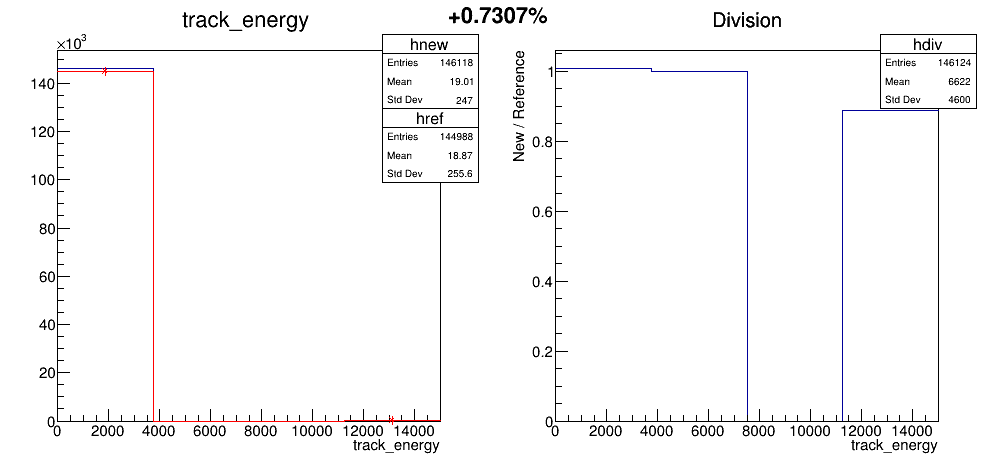 track_energy
+0.7307%
Division
×10³
hnew
Entries 146118
Mean 19.01
Std Dev 247
href
Entries 144988
Mean 18.87
Std Dev 255.6
140
120
100
80
60
40
20
0
0 2000 4000 6000 8000 10000 12000 14000
track_energy
hdiv
Entries 146124
Mean 6622
Std Dev 4600
New / Reference
1
0.8
0.6
0.4
0.2
0
0 2000 4000 6000 8000 10000 12000 14000
track_energy